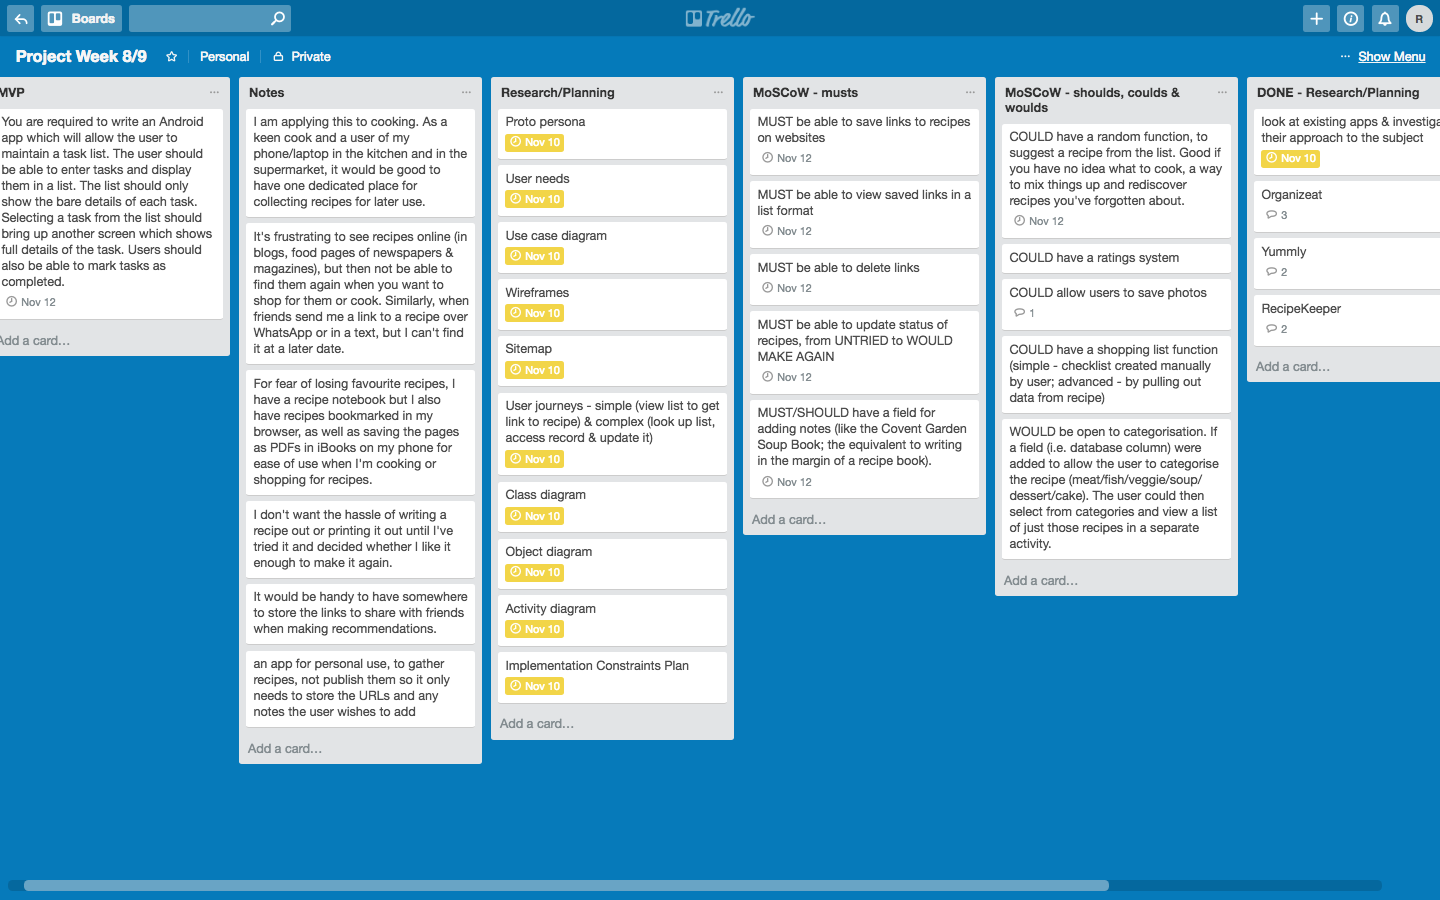 Boards
Trello
R
Project Week 8/9
Personal
Private
Show Menu
MVP
You are required to write an Android
app which will allow the user to
maintain a task list. The user should
be able to enter tasks and display
them in a list. The list should only
show the bare details of each task.
Selecting a task from the list should
bring up another screen which shows
full details of the task. Users should
also be able to mark tasks as
completed.
Nov 12
Add a card…
Notes
I am applying this to cooking. As a
keen cook and a user of my
phone/laptop in the kitchen and in the
supermarket, it would be good to
have one dedicated place for
collecting recipes for later use.
It's frustrating to see recipes online (in
blogs, food pages of newspapers &
magazines), but then not be able to
find them again when you want to
shop for them or cook. Similarly, when
friends send me a link to a recipe over
WhatsApp or in a text, but I can't find
it at a later date.
For fear of losing favourite recipes, I
have a recipe notebook but I also
have recipes bookmarked in my
browser, as well as saving the pages
as PDFs in iBooks on my phone for
ease of use when I'm cooking or
shopping for recipes.
I don't want the hassle of writing a
recipe out or printing it out until I've
tried it and decided whether I like it
enough to make it again.
It would be handy to have somewhere
to store the links to share with friends
when making recommendations.
an app for personal use, to gather
recipes, not publish them so it only
needs to store the URLs and any
notes the user wishes to add
Add a card…
Research/Planning
Proto persona
Nov 10
User needs
Nov 10
Use case diagram
Nov 10
Wireframes
Nov 10
Sitemap
Nov 10
User journeys - simple (view list to get
link to recipe) & complex (look up list,
access record & update it)
Nov 10
Class diagram
Nov 10
Object diagram
Nov 10
Activity diagram
Nov 10
Implementation Constraints Plan
Nov 10
Add a card…
MoSCoW - musts
MUST be able to save links to recipes
on websites
Nov 12
MUST be able to view saved links in a
list format
Nov 12
MUST be able to delete links
Nov 12
MUST be able to update status of
recipes, from UNTRIED to WOULD
MAKE AGAIN
Nov 12
MUST/SHOULD have a field for
adding notes (like the Covent Garden
Soup Book; the equivalent to writing
in the margin of a recipe book).
Nov 12
Add a card…
MoSCoW - shoulds, coulds &
woulds
COULD have a random function, to
suggest a recipe from the list. Good if
you have no idea what to cook, a way
to mix things up and rediscover
recipes you've forgotten about.
Nov 12
COULD have a ratings system
COULD allow users to save photos
1
COULD have a shopping list function
(simple - checklist created manually
by user; advanced - by pulling out
data from recipe)
WOULD be open to categorisation. If
a field (i.e. database column) were
added to allow the user to categorise
the recipe (meat/fish/veggie/soup/
dessert/cake). The user could then
select from categories and view a list
of just those recipes in a separate
activity.
Add a card…
DONE - Research/Planning
look at existing apps & investiga
their approach to the subject
Nov 10
Organizeat
3
Yummly
2
RecipeKeeper
2
Add a card…